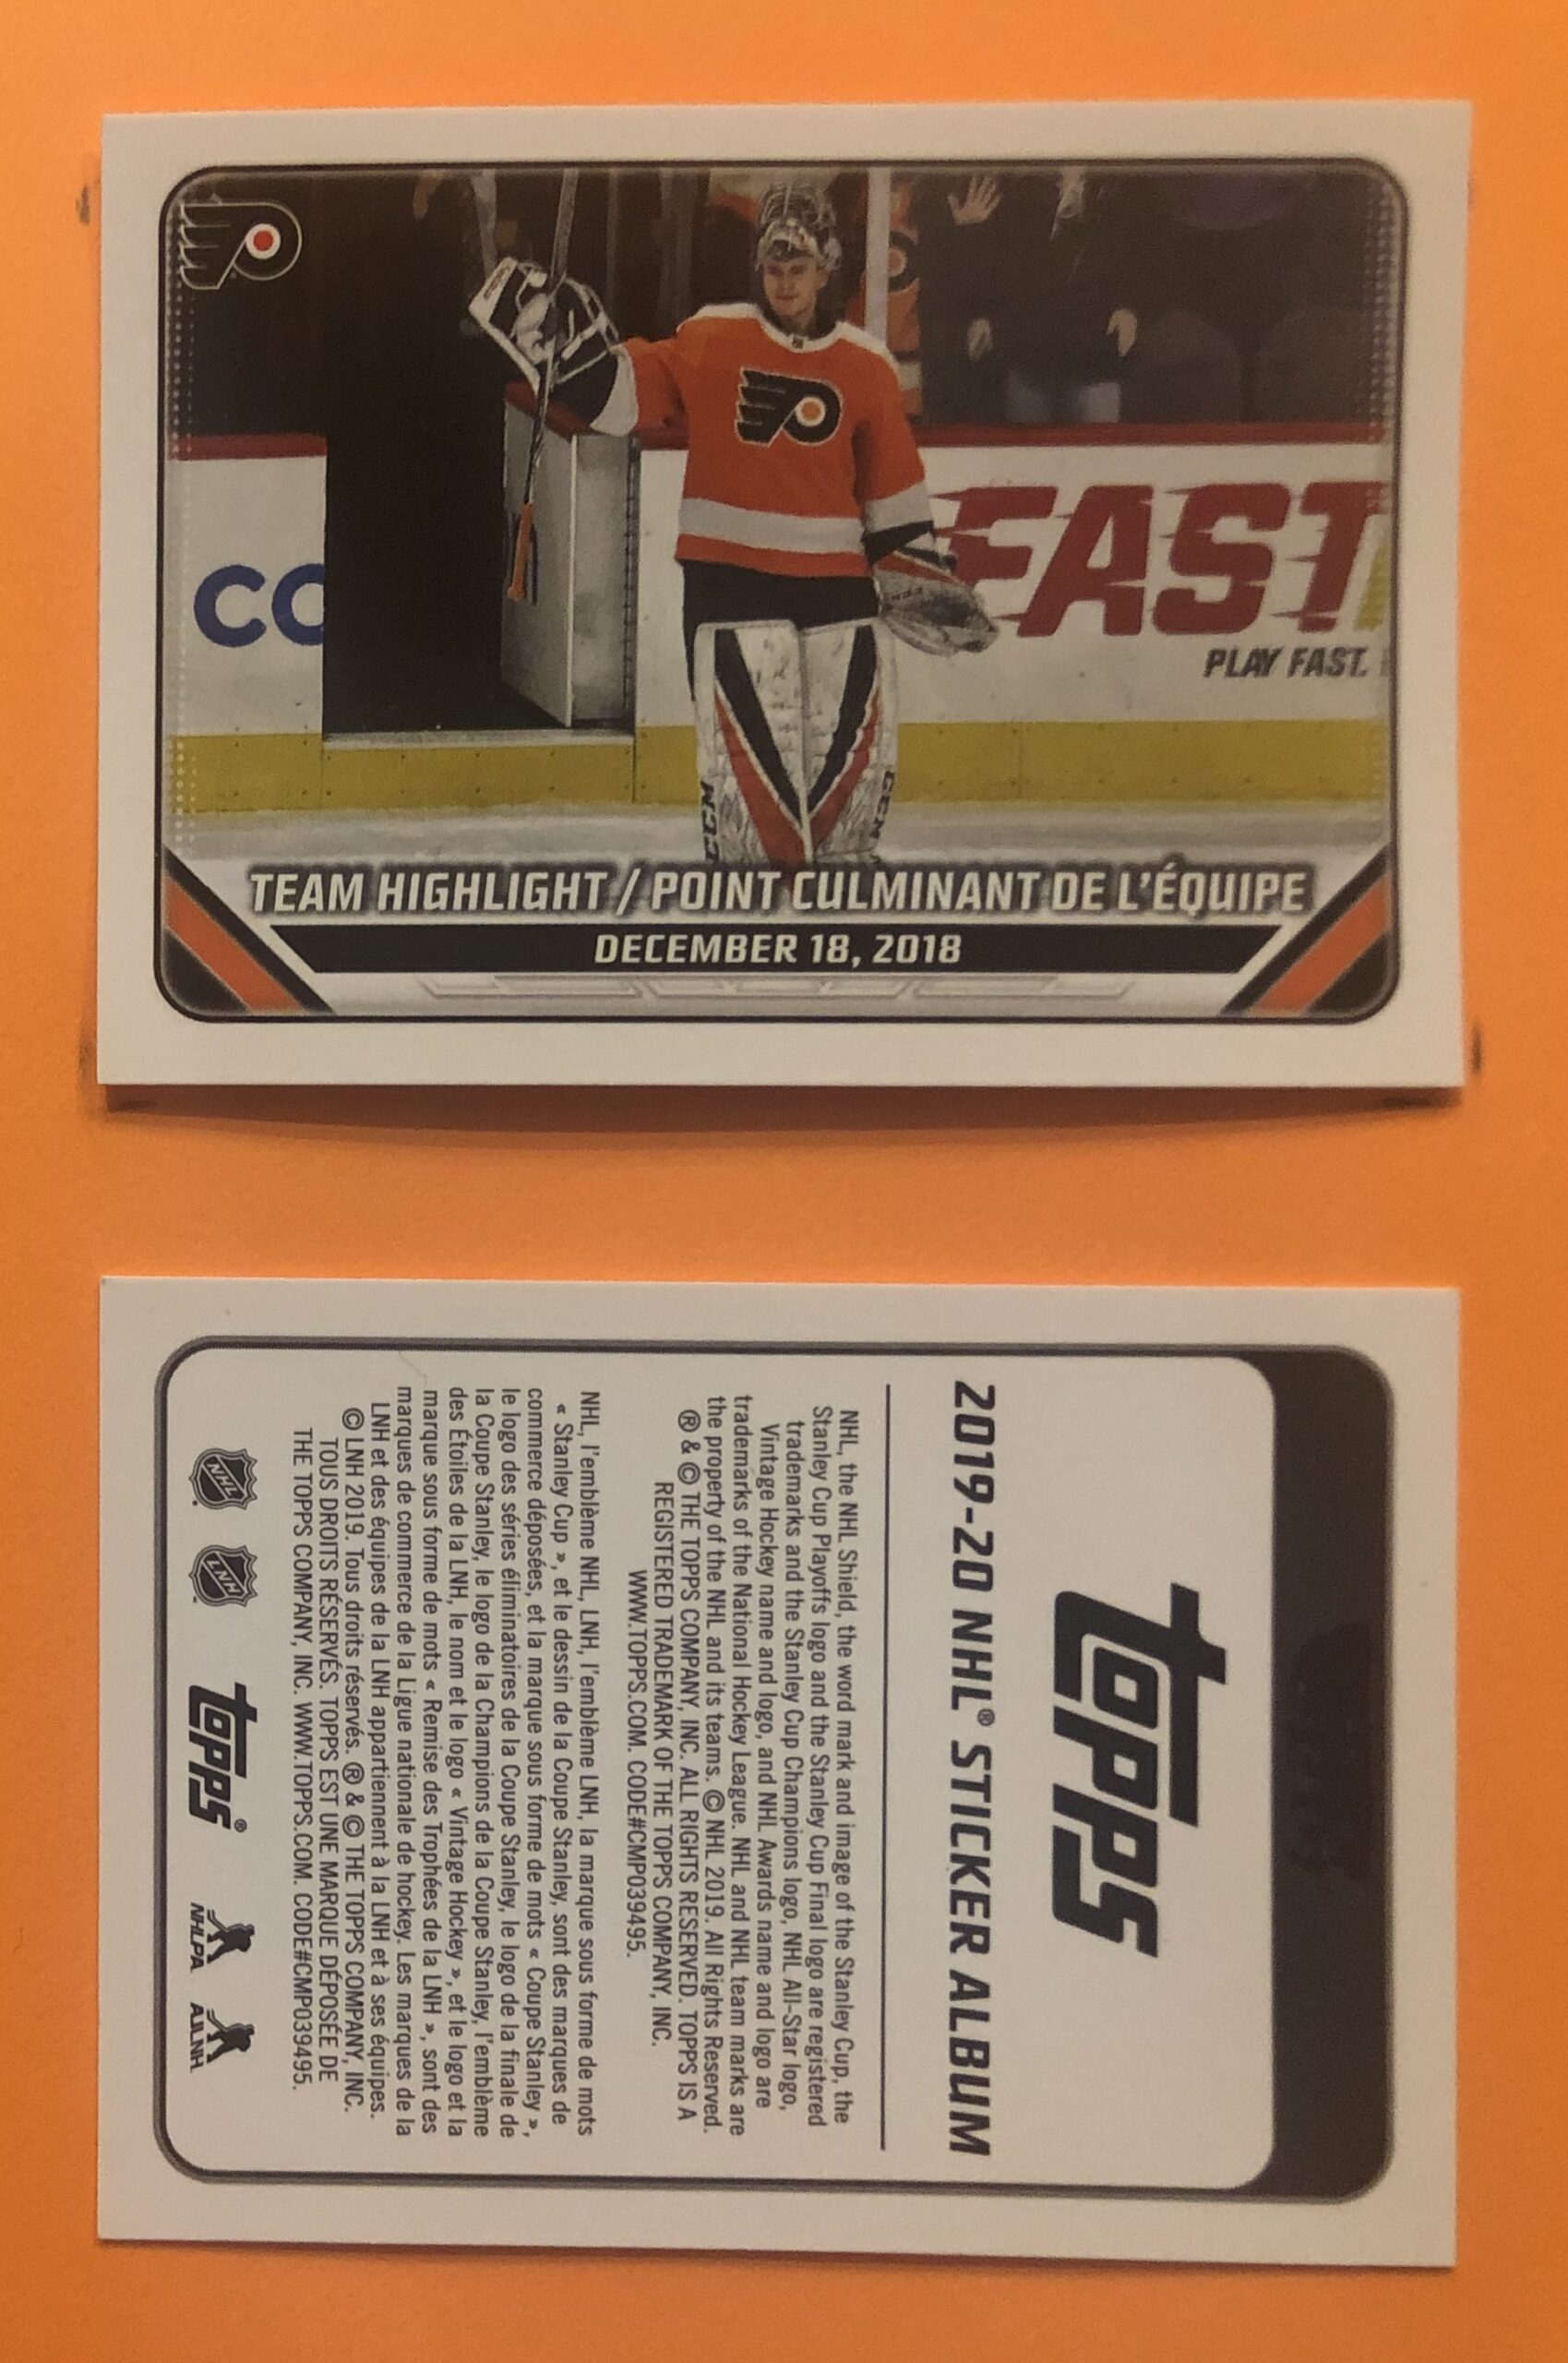 CO
FAST
PLAY FAST.
CCM
CCM
TEAM HIGHLIGHT / POINT CULMINANT DE L'ÉQUIPE
DECEMBER 18, 2018
topps
2019-20 NHL® STICKER ALBUM
NHL, the NHL Shield, the word mark and image of the Stanley Cup, the
Stanley Cup Playoffs logo and the Stanley Cup Final logo are registered
trademarks and the Stanley Cup Champions logo, NHL All-Star logo,
Vintage Hockey name and logo, and NHL Awards name and logo are
trademarks of the National Hockey League. NHL and NHL team marks are
the property of the NHL and its teams. © NHL 2019. All Rights Reserved.
® & © THE TOPPS COMPANY, INC. ALL RIGHTS RESERVED. TOPPS IS A
REGISTERED TRADEMARK OF THE TOPPS COMPANY, INC.
WWW.TOPPS.COM. CODE#CMP039495.
NHL, l'emblème NHL, LNH, l'emblème LNH, la marque sous forme de mots
« Stanley Cup », et le dessin de la Coupe Stanley, sont des marques de
commerce déposées, et la marque sous forme de mots « Coupe Stanley »,
le logo des séries éliminatoires de la Coupe Stanley, le logo de la finale de
la Coupe Stanley, le logo de la Champions de la Coupe Stanley, l'emblème
des Étoiles de la LNH, le nom et le logo « Vintage Hockey », et le logo et la
marque sous forme de mots « Remise des Trophées de la LNH », sont des
marques de commerce de la Ligue nationale de hockey. Les marques de la
LNH et des équipes de la LNH appartiennent à la LNH et à ses équipes.
© LNH 2019. Tous droits réservés. ® & © THE TOPPS COMPANY, INC.
TOUS DROITS RÉSERVÉS. TOPPS EST UNE MARQUE DÉPOSÉE DE
THE TOPPS COMPANY, INC. WWW.TOPPS.COM. CODE#CMP039495.
NHL LNH topps® NHLPA AJLNH